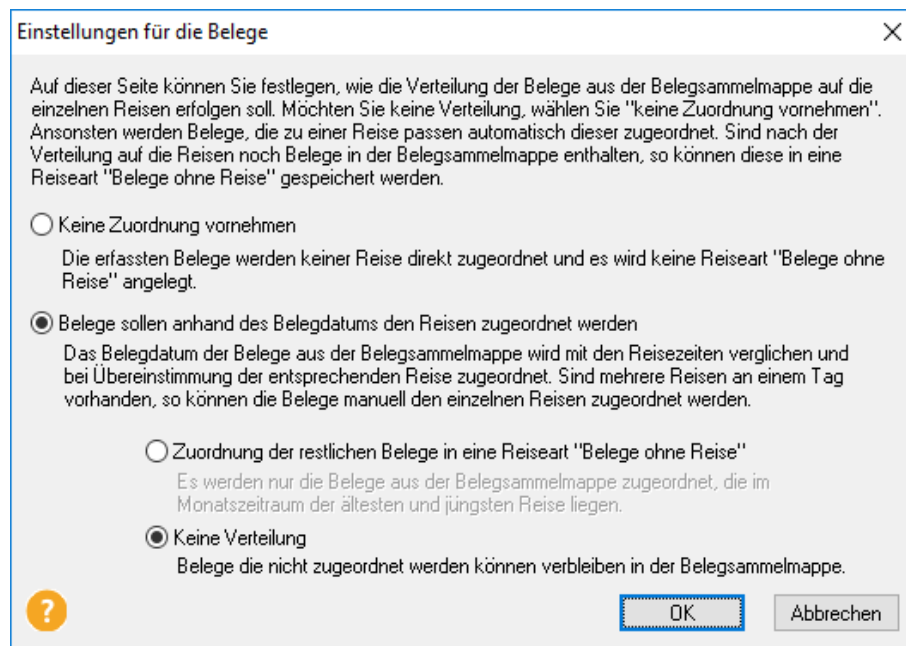 Einstellungen für die Belege
Auf dieser Seite können Sie festlegen, wie die Verteilung der Belege aus der Belegsammelmappe auf die
einzelnen Reisen erfolgen soll. Möchten Sie keine Verteilung, wählen Sie "keine Zuordnung vornehmen".
Ansonsten werden Belege, die zu einer Reise passen automatisch dieser zugeordnet. Sind nach der
Verteilung auf die Reisen noch Belege in der Belegsammelmappe enthalten, so können diese in eine
Reiseart "Belege ohne Reise" gespeichert werden.
Keine Zuordnung vornehmen
Die erfassten Belege werden keiner Reise direkt zugeordnet und es wird keine Reiseart "Belege ohne
Reise" angelegt.
Belege sollen anhand des Belegdatums den Reisen zugeordnet werden
Das Belegdatum der Belege aus der Belegsammelmappe wird mit den Reisezeiten verglichen und
bei Übereinstimmung der entsprechenden Reise zugeordnet. Sind mehrere Reisen an einem Tag
vorhanden, so können die Belege manuell den einzelnen Reisen zugeordnet werden.
Zuordnung der restlichen Belege in eine Reiseart "Belege ohne Reise"
Es werden nur die Belege aus der Belegsammelmappe zugeordnet, die im
Monatszeitraum der ältesten und jüngsten Reise liegen.
Keine Verteilung
Belege die nicht zugeordnet werden können verbleiben in der Belegsammelmappe.
?
OK
Abbrechen